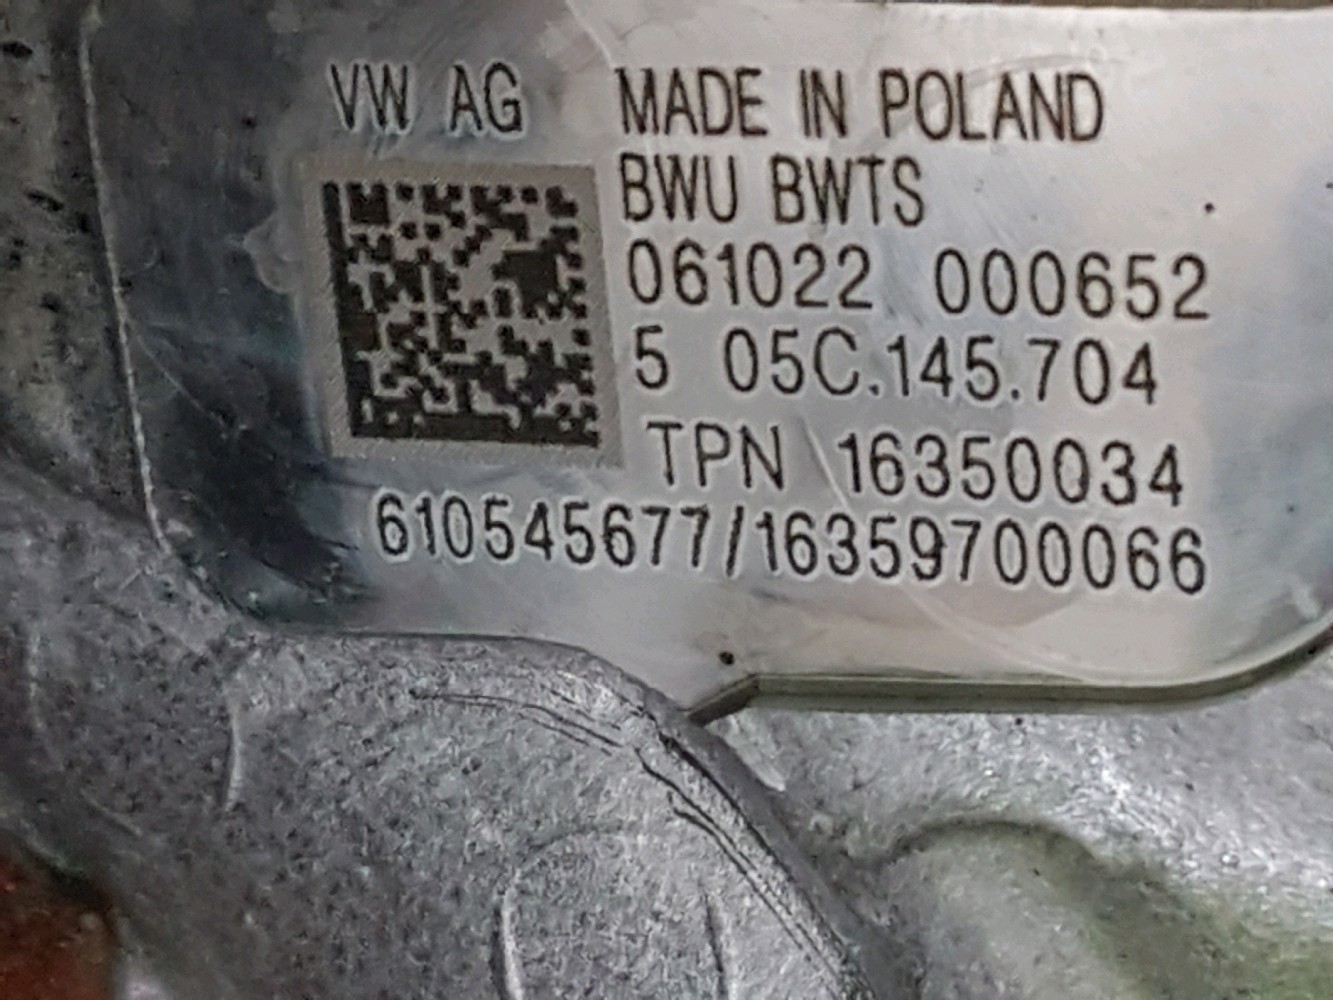 VW AG MADE IN POLAND
BWU BWTS
061022 000652
5 05C.145.704
TPN 16350034
610545677/16359700066